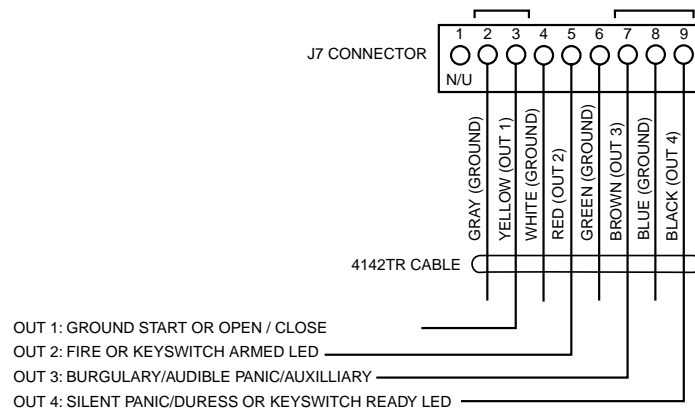 1 2 3 4 5 6 7 8 9
J7 CONNECTOR
N/U
GRAY (GROUND)
YELLOW (OUT 1)
WHITE (GROUND)
RED (OUT 2)
GREEN (GROUND)
BROWN (OUT 3)
BLUE (GROUND)
BLACK (OUT 4)
4142TR CABLE
OUT 1: GROUND START OR OPEN / CLOSE
OUT 2: FIRE OR KEYSWITCH ARMED LED
OUT 3: BURGULARY/AUDIBLE PANIC/AUXILLIARY
OUT 4: SILENT PANIC/DURESS OR KEYSWITCH READY LED